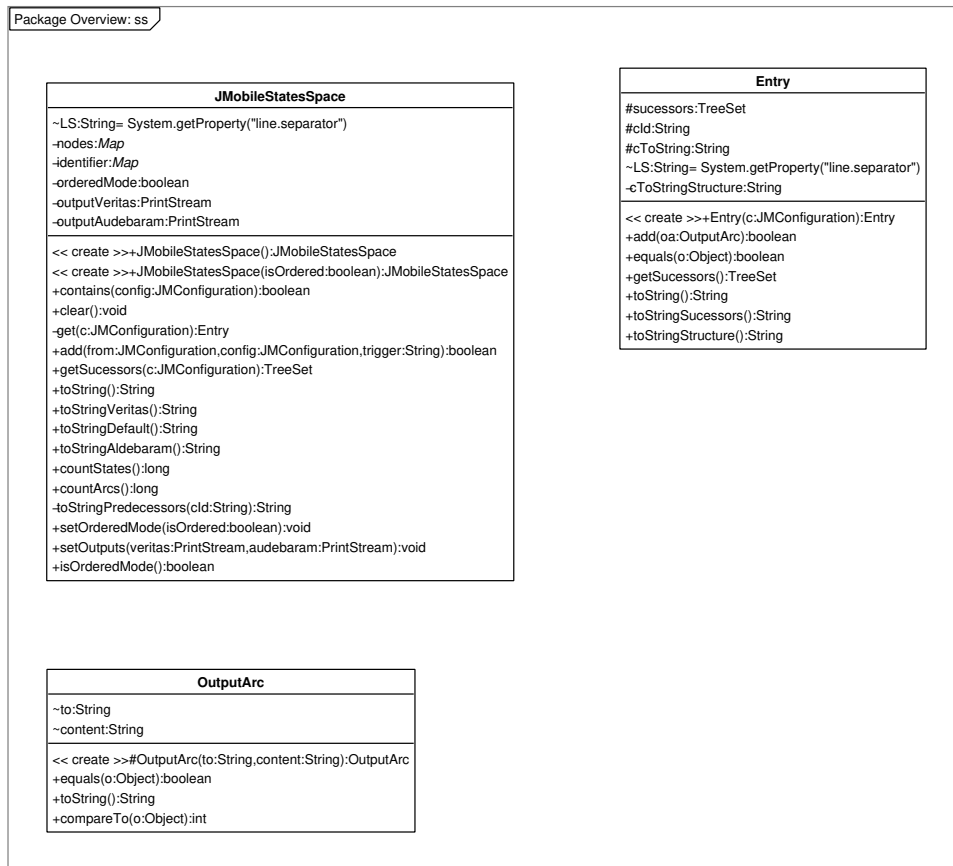 Package Overview: ss
JMobileStatesSpace
~LS:String= System.getProperty("line.separator")
-nodes:Map
-identifier:Map
-orderedMode:boolean
-outputVeritas:PrintStream
-outputAudebaram:PrintStream
<< create >>+JMobileStatesSpace():JMobileStatesSpace
<< create >>+JMobileStatesSpace(isOrdered:boolean):JMobileStatesSpace
+contains(config:JMConfiguration):boolean
+clear():void
-get(c:JMConfiguration):Entry
+add(from:JMConfiguration,config:JMConfiguration,trigger:String):boolean
+getSucessors(c:JMConfiguration):TreeSet
+toString():String
+toStringVeritas():String
+toStringDefault():String
+toStringAldebaram():String
+countStates():long
+countArcs():long
-toStringPredecessors(cId:String):String
+setOrderedMode(isOrdered:boolean):void
+setOutputs(veritas:PrintStream,audebaram:PrintStream):void
+isOrderedMode():boolean
Entry
#sucessors:TreeSet
#cId:String
#cToString:String
~LS:String= System.getProperty("line.separator")
-cToStringStructure:String
<< create >>+Entry(c:JMConfiguration):Entry
+add(oa:OutputArc):boolean
+equals(o:Object):boolean
+getSucessors():TreeSet
+toString():String
+toStringSucessors():String
+toStringStructure():String
OutputArc
~to:String
~content:String
<< create >>#OutputArc(to:String,content:String):OutputArc
+equals(o:Object):boolean
+toString():String
+compareTo(o:Object):int